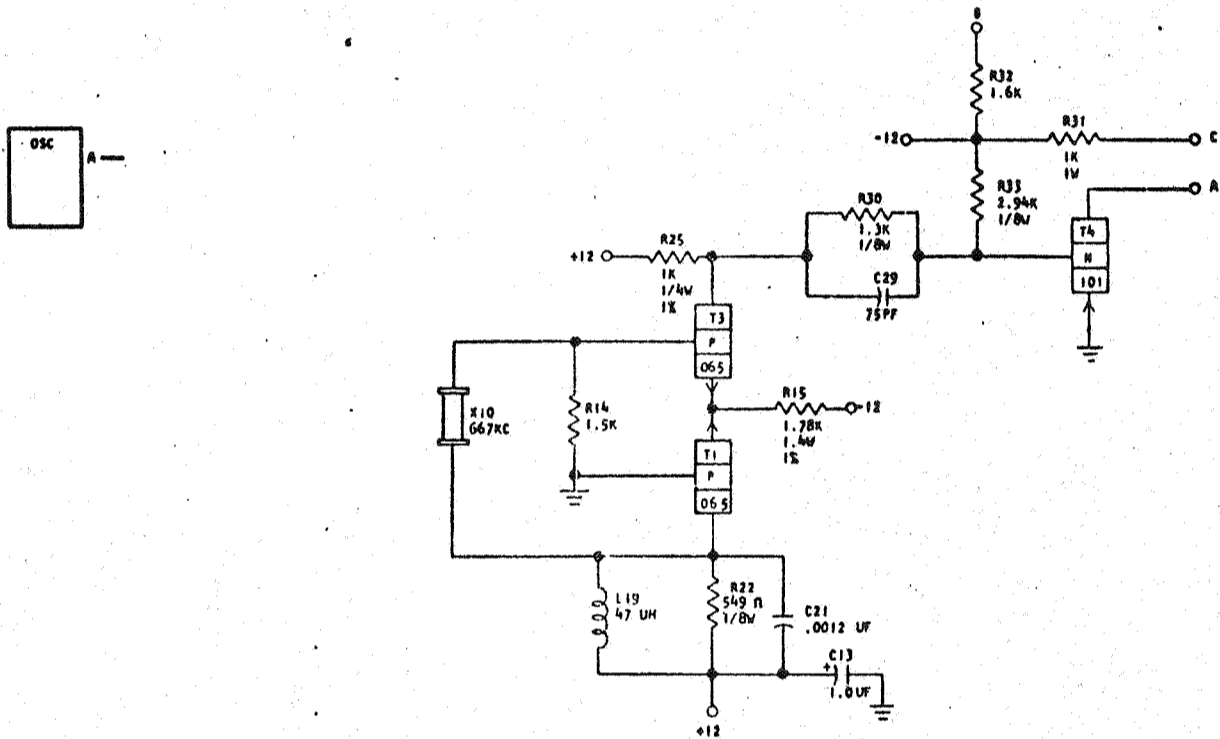 OSC
A
B
R32
1.6K
-12
R31
1K
1W
C
A
R33
2.94K
1/8W
R30
1.3K
1/8W
C29
75PF
T4
N
101
+12
R25
1K
1/4W
1%
T3
P
065
X10
667KC
R14
1.5K
R15
1.78K
1.4W
1%
-12
T1
P
065
L19
47 UH
R22
549 Ω
1/8W
C21
.0012 UF
C13
+
1.0UF
+12